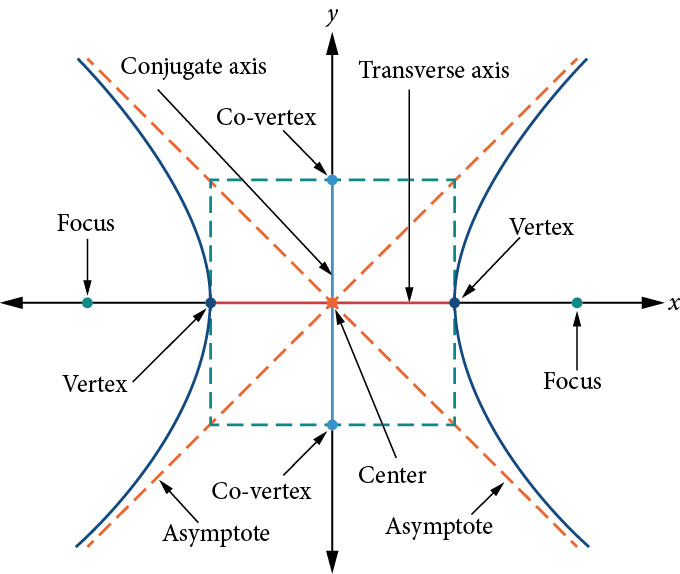 y
Conjugate axis
Transverse axis
Co-vertex
Focus
Vertex
x
Vertex
Focus
Center
Co-vertex
Asymptote
Asymptote